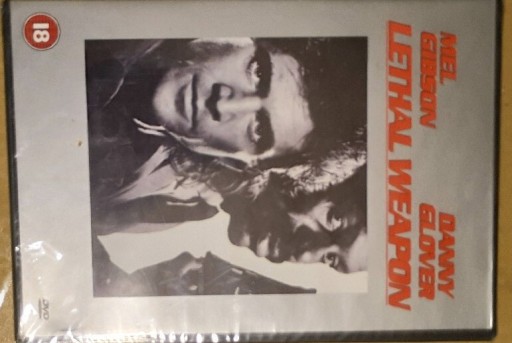 MEL GIBSON
DANNY GLOVER
LETHAL WEAPON
18
DVD